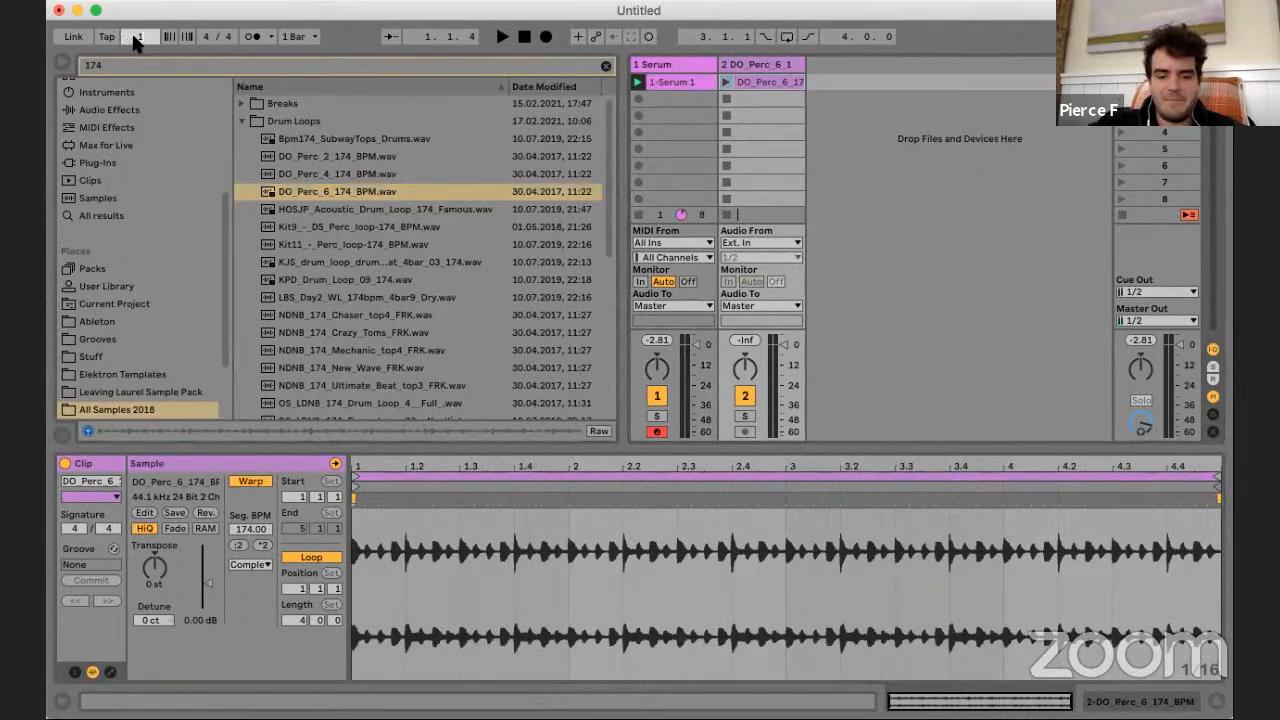 Untitled
Link Tap 1 4 / 4 1 Bar 1. 1. 4 3. 1. 1 4. 0. 0
174
Instruments
Audio Effects
MIDI Effects
Max for Live
Plug-Ins
Clips
Samples
All results
Places
Packs
User Library
Current Project
Ableton
Grooves
Stuff
Elektron Templates
Leaving Laurel Sample Pack
All Samples 2018
Name Date Modified
Breaks 15.02.2021, 17:47
Drum Loops 17.02.2021, 10:06
Bpm174_SubwayTops_Drums.wav 10.07.2019, 22:15
DO_Perc_2_174_BPM.wav 30.04.2017, 11:22
DO_Perc_4_174_BPM.wav 30.04.2017, 11:22
DO_Perc_6_174_BPM.wav 30.04.2017, 11:22
HOSJP_Acoustic_Drum_Loop_174_Famous.wav 10.07.2019, 21:47
Kit9_-_DS_Perc_loop-174_BPM.wav 01.05.2018, 21:26
Kit11_-_Perc_loop-174_BPM.wav 10.07.2019, 22:16
KJS_drum_loop_drum...at_4bar_03_174.wav 10.07.2019, 22:13
KPD_Drum_Loop_09_174.wav 10.07.2019, 22:18
LBS_Day2_WL_174bpm_4bar9_Dry.wav 10.07.2019, 22:16
NDNB_174_Chaser_top4_FRK.wav 30.04.2017, 11:27
NDNB_174_Crazy_Toms_FRK.wav 30.04.2017, 11:27
NDNB_174_Mechanic_top4_FRK.wav 30.04.2017, 11:27
NDNB_174_New_Wave_FRK.wav 30.04.2017, 11:27
NDNB_174_Ultimate_Beat_top3_FRK.wav 30.04.2017, 11:27
OS_LDNB_174_Drum_Loop_4__Full_.wav 30.04.2017, 11:31
Raw
1 Serum 2 DO_Perc_6_1
1-Serum 1 DO_Perc_6_17
1 8
MIDI From Audio From
All Ins Ext. In
All Channels 1/2
Monitor Monitor
In Auto Off In Auto Off
Audio To Audio To
Master Master
-2.81 -Inf
0 0
12 12
24 24
36 36
48 48
60 60
1 2
S S
Drop Files and Devices Here
Pierce F
4
5
6
7
8
Cue Out
1/2
Master Out
1/2
-2.81
0
12
24
36
48
60
Solo
Clip
DO_Perc_6_
Signature
4 / 4
Groove
None
Commit
<< >>
Sample
DO_Perc_6_174_BF
44.1 kHz 24 Bit 2 Ch
Edit Save Rev.
HiQ Fade RAM
Transpose
0 st
Detune
0 ct 0.00 dB
Warp
Seg. BPM
174.00
:2 *2
Comple
Start Set
1 1 1
End Set
5 1 1
Loop
Position Set
1 1 1
Length Set
4 0 0
1 1.2 1.3 1.4 2 2.2 2.3 2.4 3 3.2 3.3 3.4 4 4.2 4.3 4.4
zoom
1/16
2-DO_Perc_6_174_BPM